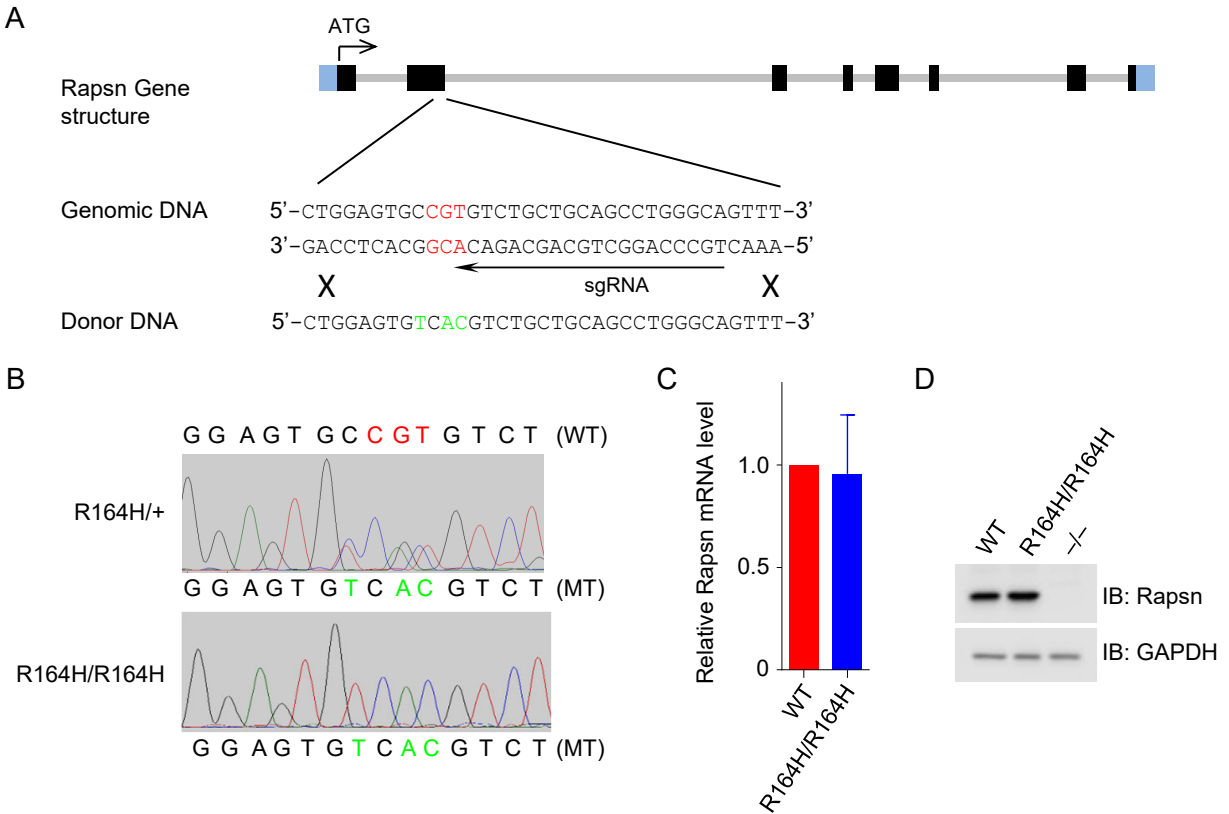 A
ATG
Rapsn Gene
structure
Genomic DNA
5'-CTGGAGTGCCGTGTCTGCTGCAGCCTGGGCAGTTT-3'
3'-GACCTCACGGCACAGACGACGTCGGACCCGTCAAA-5'
sgRNA
X
X
Donor DNA
5'-CTGGAGTGTCACGTCTGCTGCAGCCTGGGCAGTTT-3'
B
G G A G T G C C G T G T C T (WT)
R164H/+
G G A G T G T C A C G T C T (MT)
R164H/R164H
G G A G T G T C A C G T C T (MT)
C
Relative Rapsn mRNA level
1.0
0.5
0
WT
R164H/R164H
D
WT
R164H/R164H
–/–
IB: Rapsn
IB: GAPDH